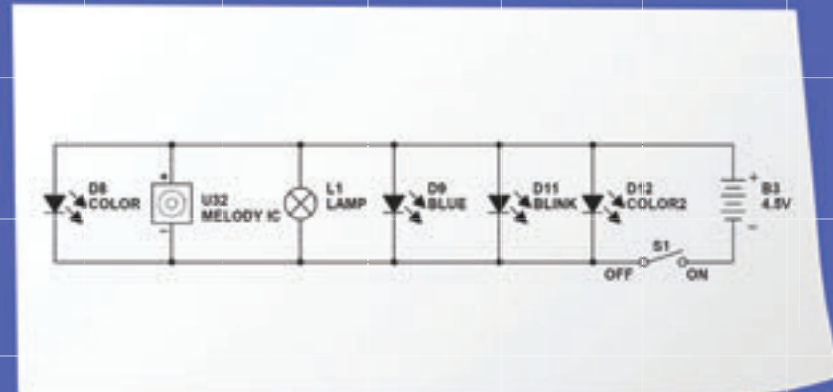 D8
COLOR
U32
MELODY IC
L1
LAMP
D9
BLUE
D11
BLINK
D12
COLOR2
B3
4.5V
S1
OFF
ON